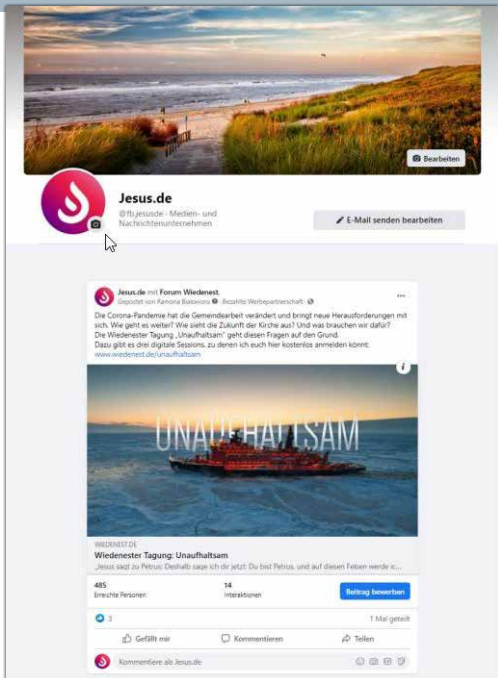 Bearbeiten
Jesus.de
@fb.jesusde · Medien- und
Nachrichtenunternehmen
E-Mail senden bearbeiten
Jesus.de mit Forum Wiedenest.
Gepostet von Ramona · Bezahlte Werbepartnerschaft ·
Die Corona-Pandemie hat die Gemeindearbeit verändert und bringt neue Herausforderungen mit
sich. Wie geht es weiter? Wie sieht die Zukunft der Kirche aus? Und was brauchen wir dafür?
Die Wiedenester Tagung „Unaufhaltsam" geht diesen Fragen auf den Grund.
Dazu gibt es drei digitale Sessions, zu denen ich euch hier kostenlos anmelden könnt:
www.wiedenest.de/unaufhaltsam
UNAUFHALTSAM
WIEDENEST.DE
Wiedenester Tagung: Unaufhaltsam
„Jesus sagt zu Petrus: Deshalb sage ich dir jetzt: Du bist Petrus, und auf diesen Felsen werde ic...
485
14
Erreichte Personen
Interaktionen
Beitrag bewerben
3
1 Mal geteilt
Gefällt mir
Kommentieren
Teilen
Kommentiere als Jesus.de